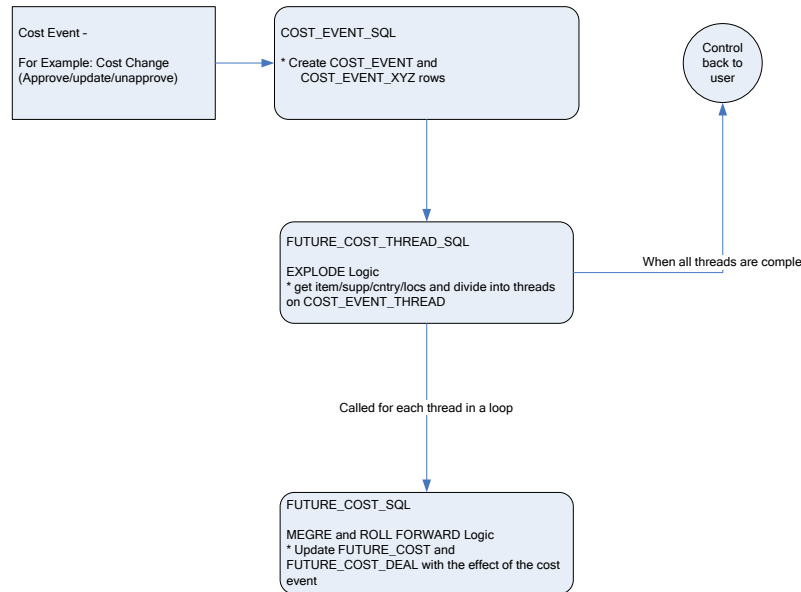 Cost Event -
For Example: Cost Change
(Approve/update/unapprove)
COST_EVENT_SQL
* Create COST_EVENT and
COST_EVENT_XYZ rows
Control
back to
user
FUTURE_COST_THREAD_SQL
EXPLODE Logic
* get item/supp/cntry/locs and divide into threads
on COST_EVENT_THREAD
When all threads are comple
Called for each thread in a loop
FUTURE_COST_SQL
MEGRE and ROLL FORWARD Logic
* Update FUTURE_COST and
FUTURE_COST_DEAL with the effect of the cost
event